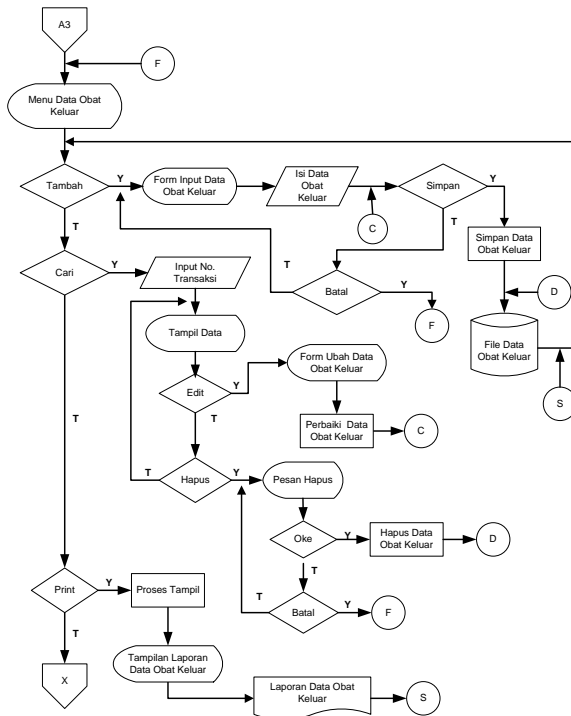 A3
F
Menu Data Obat
Keluar
Tambah
Y
Form Input Data
Obat Keluar
Isi Data
Obat
Keluar
Simpan
Y
T
T
C
Simpan Data
Obat Keluar
Cari
Y
Input No.
Transaksi
T
Batal
Y
F
D
Tampil Data
File Data
Obat Keluar
Form Ubah Data
Obat Keluar
Edit
Y
S
T
T
Perbaiki Data
Obat Keluar
C
T
Hapus
Y
Pesan Hapus
Oke
Y
Hapus Data
Obat Keluar
D
T
Print
Y
Proses Tampil
T
Batal
Y
F
T
Tampilan Laporan
Data Obat Keluar
X
Laporan Data Obat
Keluar
S